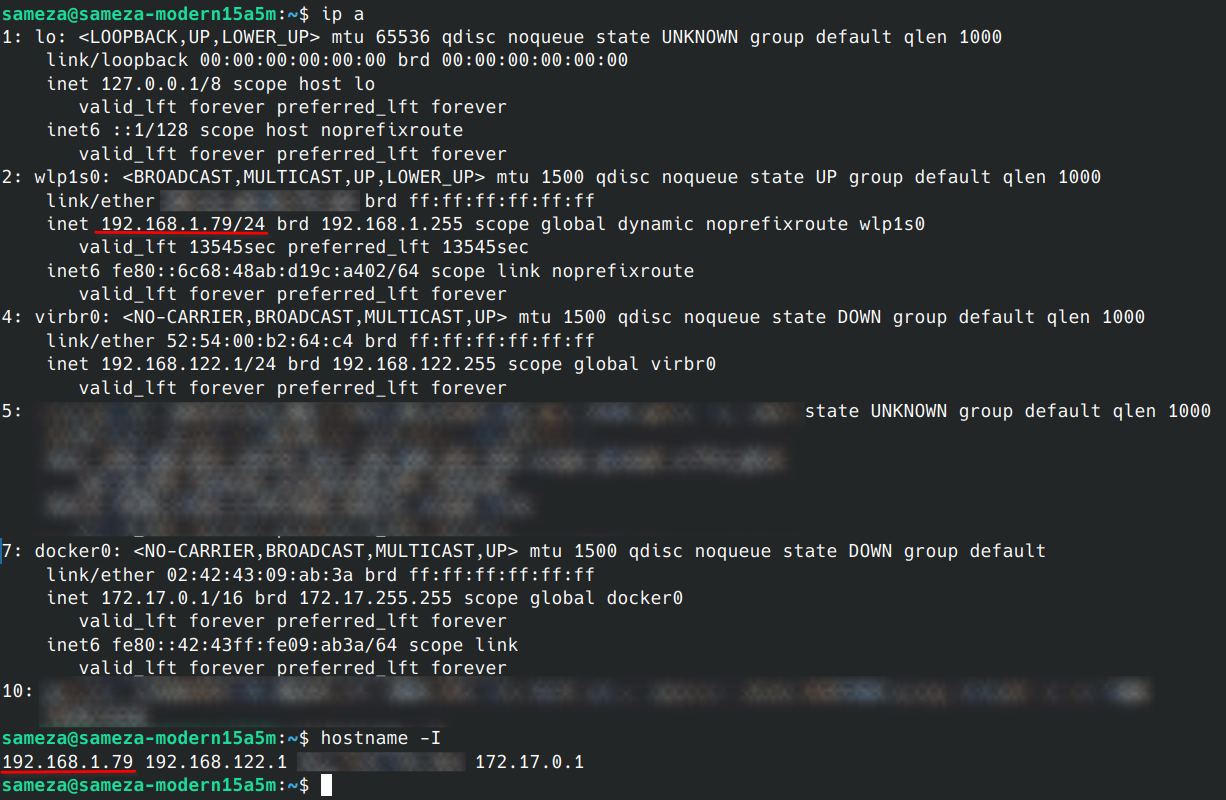 sameza@sameza-modern15a5m:~$ ip a
1: lo: <LOOPBACK,UP,LOWER_UP> mtu 65536 qdisc noqueue state UNKNOWN group default qlen 1000
link/loopback 00:00:00:00:00:00 brd 00:00:00:00:00:00
inet 127.0.0.1/8 scope host lo
valid_lft forever preferred_lft forever
inet6 ::1/128 scope host noprefixroute
valid_lft forever preferred_lft forever
2: wlp1s0: <BROADCAST,MULTICAST,UP,LOWER_UP> mtu 1500 qdisc noqueue state UP group default qlen 1000
link/ether brd ff:ff:ff:ff:ff:ff
inet 192.168.1.79/24 brd 192.168.1.255 scope global dynamic noprefixroute wlp1s0
valid_lft 13545sec preferred_lft 13545sec
inet6 fe80::6c68:48ab:d19c:a402/64 scope link noprefixroute
valid_lft forever preferred_lft forever
4: virbr0: <NO-CARRIER,BROADCAST,MULTICAST,UP> mtu 1500 qdisc noqueue state DOWN group default qlen 1000
link/ether 52:54:00:b2:64:c4 brd ff:ff:ff:ff:ff:ff
inet 192.168.122.1/24 brd 192.168.122.255 scope global virbr0
valid_lft forever preferred_lft forever
5: state UNKNOWN group default qlen 1000
7: docker0: <NO-CARRIER,BROADCAST,MULTICAST,UP> mtu 1500 qdisc noqueue state DOWN group default
link/ether 02:42:43:09:ab:3a brd ff:ff:ff:ff:ff:ff
inet 172.17.0.1/16 brd 172.17.255.255 scope global docker0
valid_lft forever preferred_lft forever
inet6 fe80::42:43ff:fe09:ab3a/64 scope link
valid_lft forever preferred_lft forever
10:
sameza@sameza-modern15a5m:~$ hostname -I
192.168.1.79 192.168.122.1 172.17.0.1
sameza@sameza-modern15a5m:~$